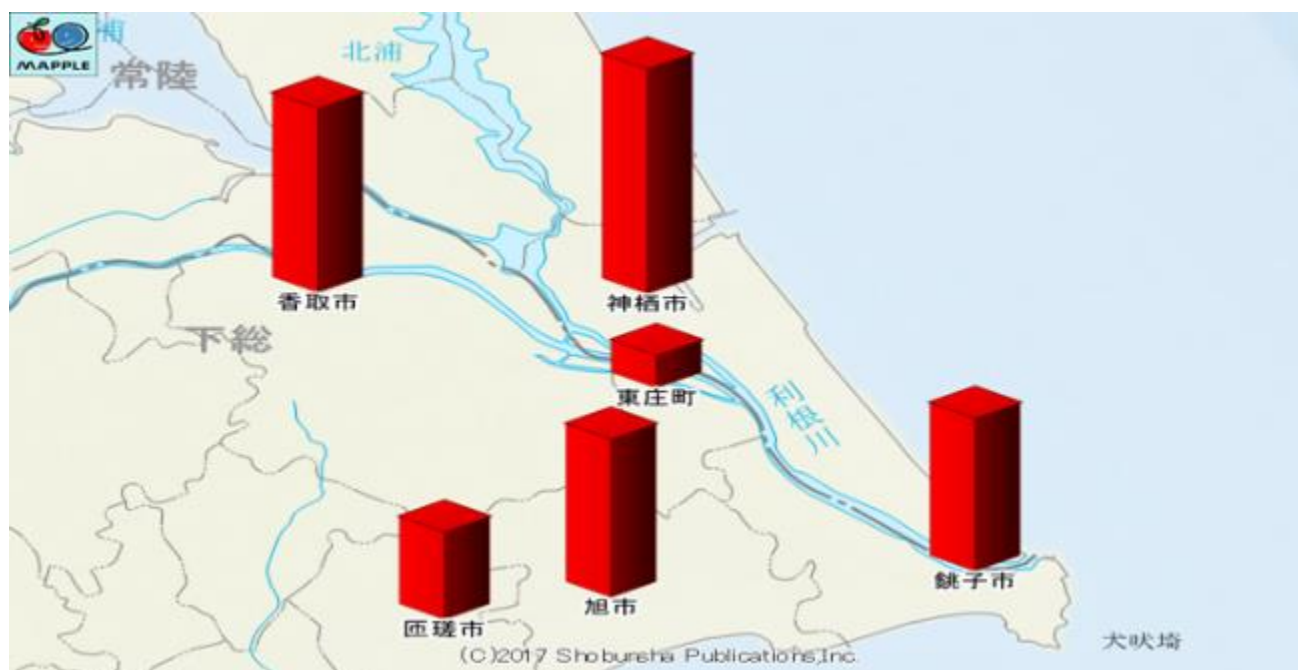 浦
MAPPLE
常陸
北浦
香取市
神栖市
下総
東庄町
利根川
銚子市
旭市
匝瑳市
犬吠埼
(C)2017 Shobunsha Publications,Inc.